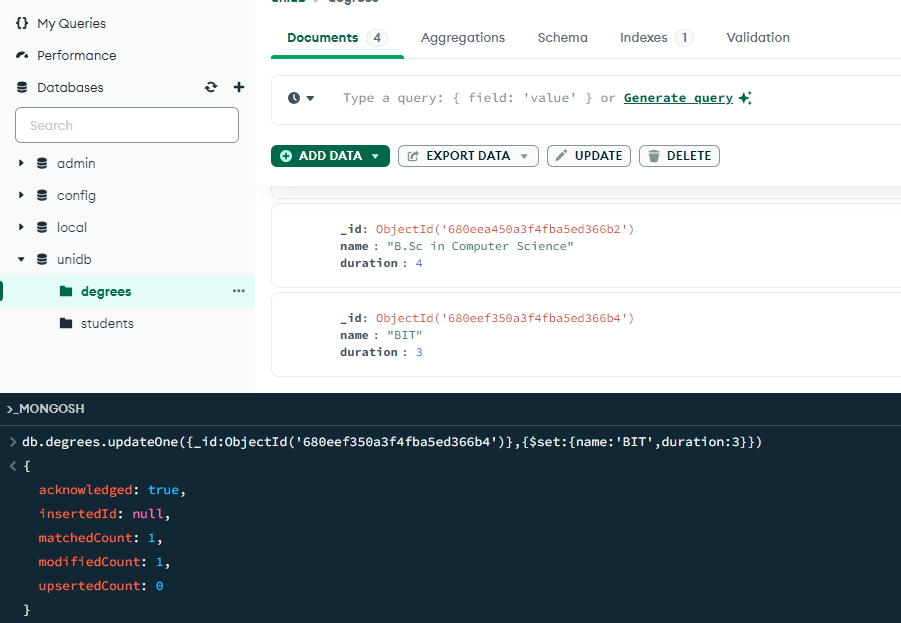 unidb > degrees
{} My Queries
Performance
Databases
Search
admin
config
local
unidb
degrees
students
Documents 4 Aggregations Schema Indexes 1 Validation
Type a query: { field: 'value' } or Generate query
ADD DATA EXPORT DATA UPDATE DELETE
_id: ObjectId('680eea450a3f4fba5ed366b2')
name : "B.Sc in Computer Science"
duration : 4
_id: ObjectId('680eef350a3f4fba5ed366b4')
name : "BIT"
duration : 3
>_MONGOSH
> db.degrees.updateOne({_id:ObjectId('680eef350a3f4fba5ed366b4')},{$set:{name:'BIT',duration:3}})
< {
acknowledged: true,
insertedId: null,
matchedCount: 1,
modifiedCount: 1,
upsertedCount: 0
}